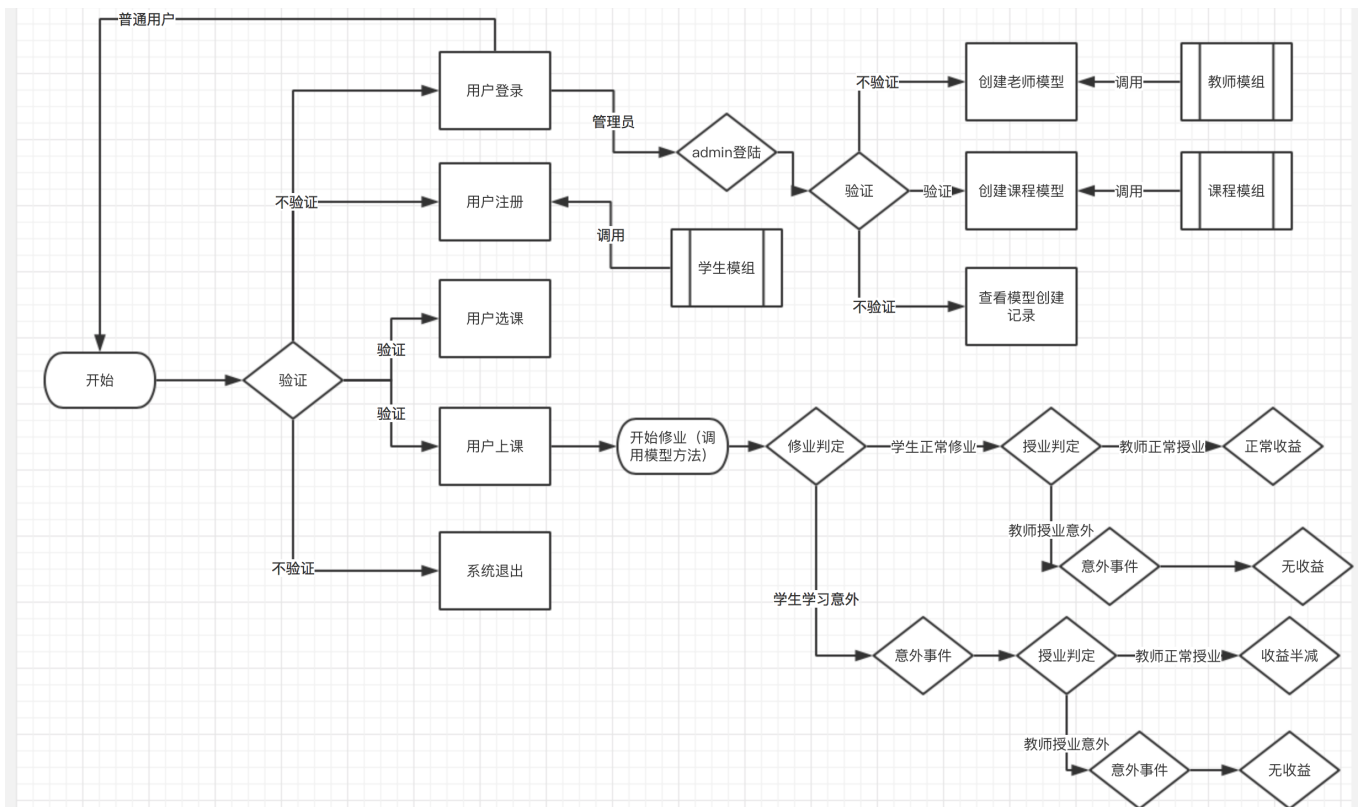 普通用户
用户登录
创建老师模型
教师模组
不验证
调用
管理员
admin登陆
用户注册
不验证
验证
验证
创建课程模型
调用
课程模组
调用
学生模组
不验证
查看模型创建
记录
用户选课
验证
开始
验证
验证
用户上课
开始修业（调
用模型方法）
修业判定
学生正常修业
授业判定
教师正常授业
正常收益
教师授业意外
意外事件
无收益
不验证
系统退出
学生学习意外
意外事件
授业判定
教师正常授业
收益半减
教师授业意外
意外事件
无收益